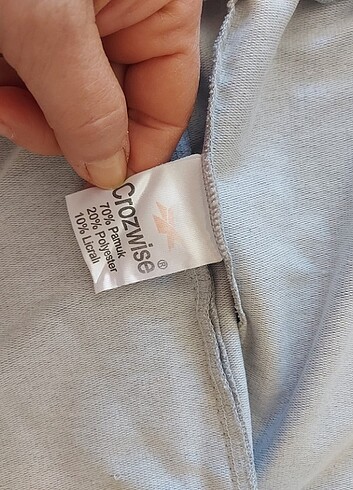 Crozwise®
70% Pamuk
20% Polyester
10% Licralı